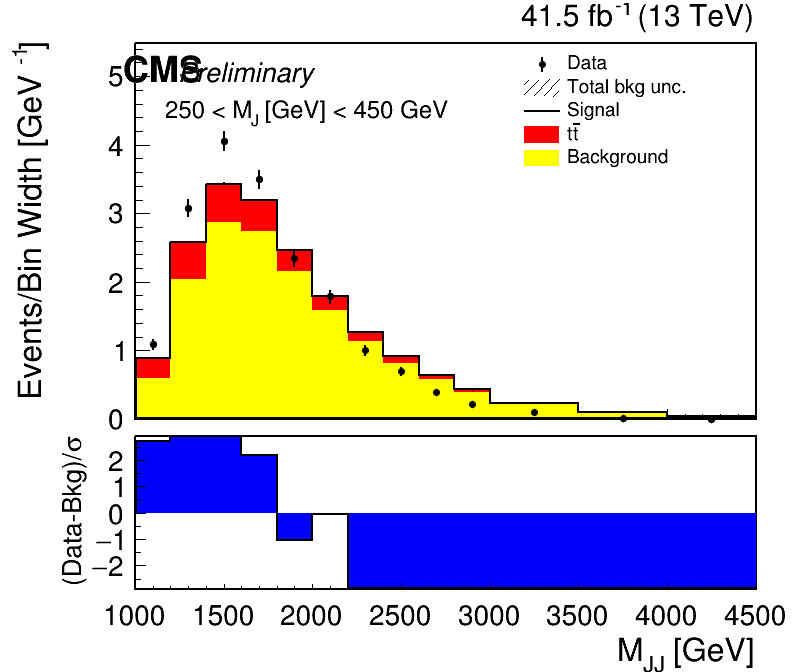 41.5 fb⁻¹ (13 TeV)
CMS Preliminary
250 < M_J [GeV] < 450 GeV
Data
Total bkg unc.
Signal
tt̄
Background
Events/Bin Width [GeV⁻¹]
5
4
3
2
1
0
(Data-Bkg)/σ
2
1
0
−1
−2
1000 1500 2000 2500 3000 3500 4000 4500
M_JJ [GeV]